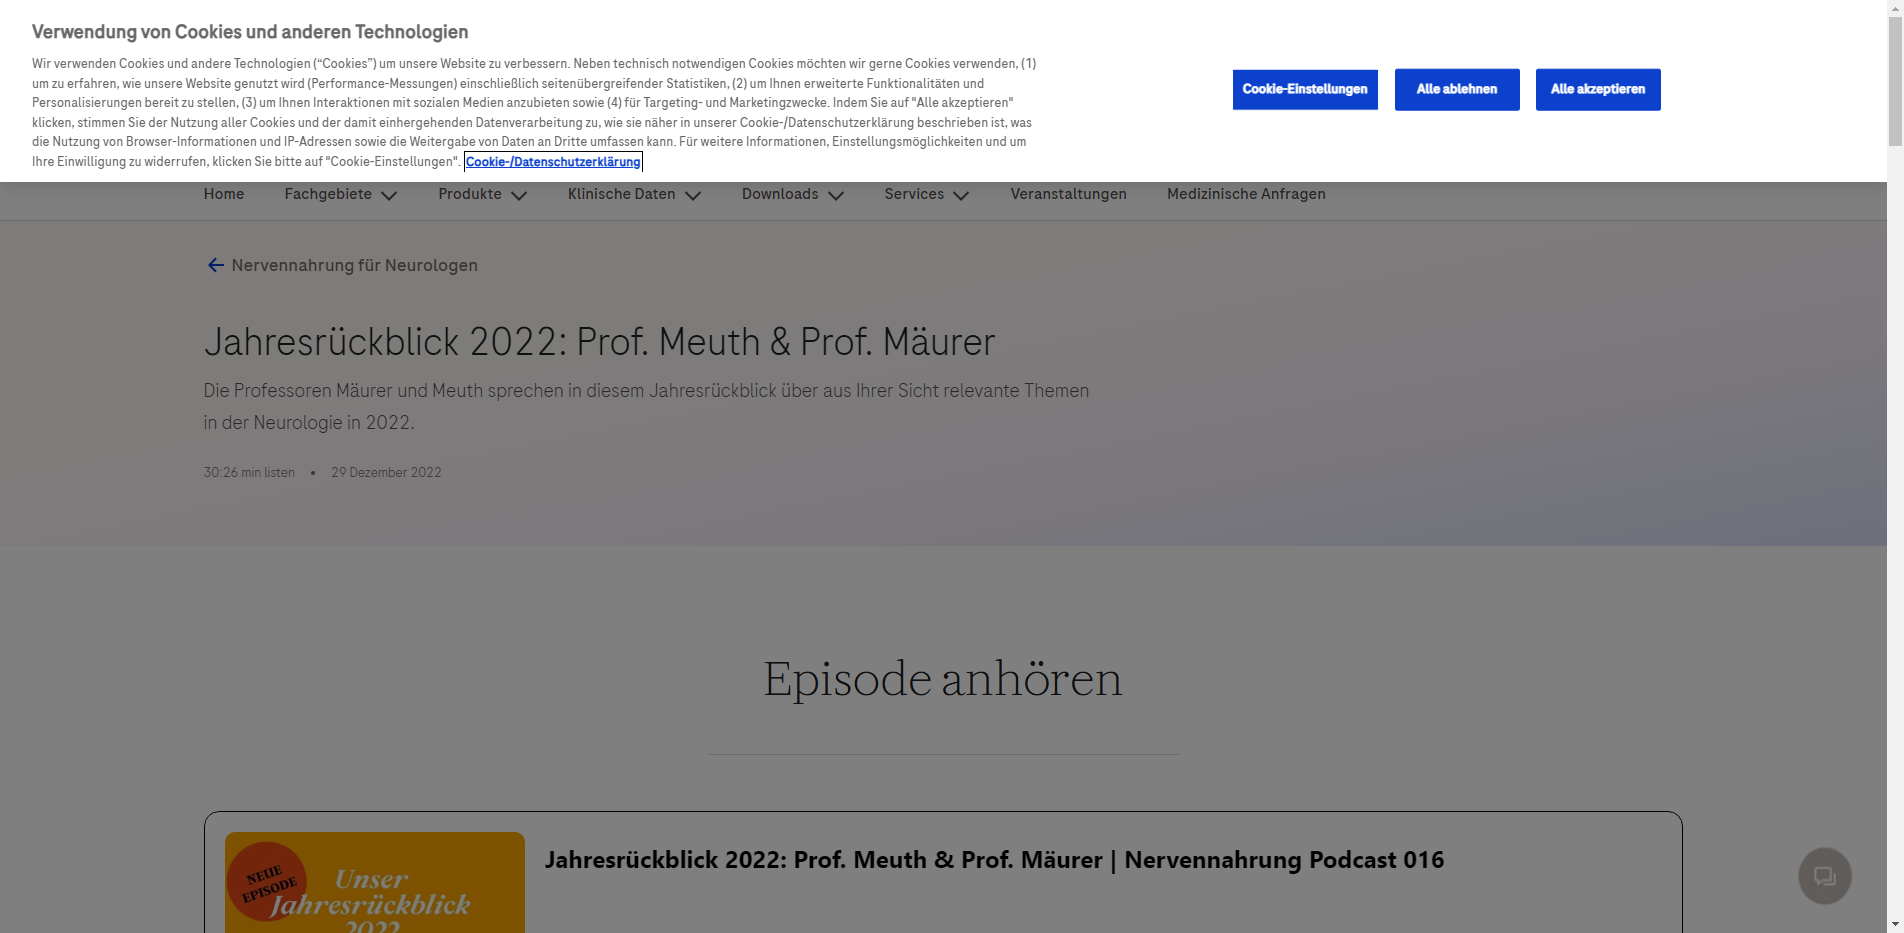 Verwendung von Cookies und anderen Technologien
Wir verwenden Cookies und andere Technologien (“Cookies”) um unsere Website zu verbessern. Neben technisch notwendigen Cookies möchten wir gerne Cookies verwenden, (1)
um zu erfahren, wie unsere Website genutzt wird (Performance-Messungen) einschließlich seitenübergreifender Statistiken, (2) um Ihnen erweiterte Funktionalitäten und
Personalisierungen bereit zu stellen, (3) um Ihnen Interaktionen mit sozialen Medien anzubieten sowie (4) für Targeting- und Marketingzwecke. Indem Sie auf "Alle akzeptieren"
klicken, stimmen Sie der Nutzung aller Cookies und der damit einhergehenden Datenverarbeitung zu, wie sie näher in unserer Cookie-/Datenschutzerklärung beschrieben ist, was
die Nutzung von Browser-Informationen und IP-Adressen sowie die Weitergabe von Daten an Dritte umfassen kann. Für weitere Informationen, Einstellungsmöglichkeiten und um
Ihre Einwilligung zu widerrufen, klicken Sie bitte auf "Cookie-Einstellungen". Cookie-/Datenschutzerklärung
Cookie-Einstellungen
Alle ablehnen
Alle akzeptieren
Home Fachgebiete Produkte Klinische Daten Downloads Services Veranstaltungen Medizinische Anfragen
Nervennahrung für Neurologen
Jahresrückblick 2022: Prof. Meuth & Prof. Mäurer
Die Professoren Mäurer und Meuth sprechen in diesem Jahresrückblick über aus Ihrer Sicht relevante Themen
in der Neurologie in 2022.
30:26 min listen • 29 Dezember 2022
Episode anhören
NEUE
EPISODE
Unser
Jahresrückblick
2022
Jahresrückblick 2022: Prof. Meuth & Prof. Mäurer | Nervennahrung Podcast 016